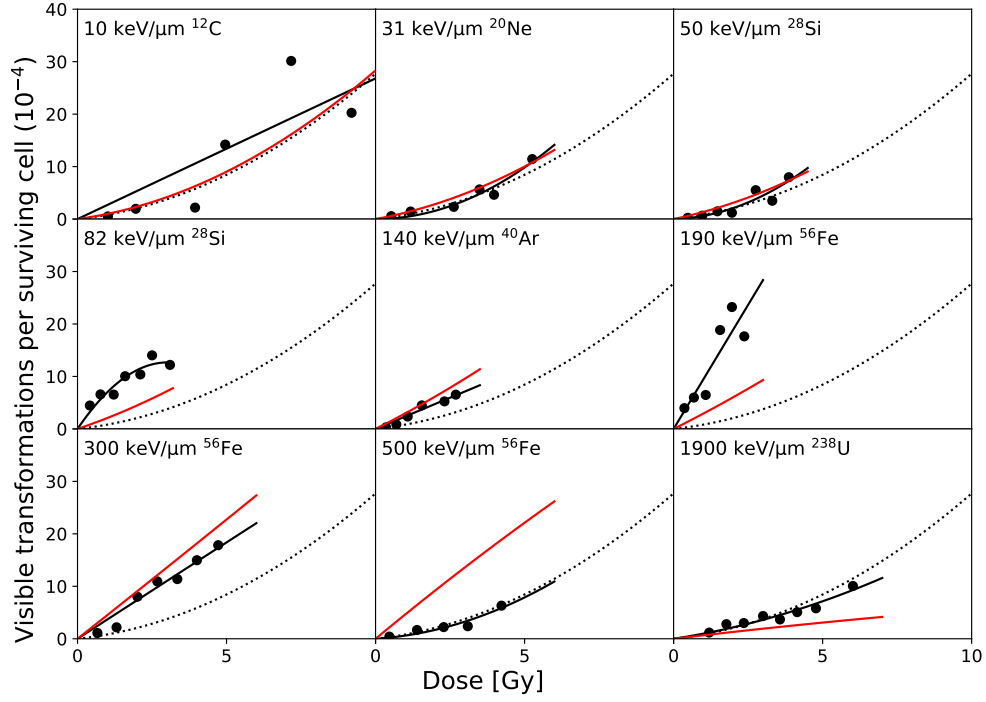 Visible transformations per surviving cell (10⁻⁴)
40
30
20
10
0
10 keV/μm ¹²C
31 keV/μm ²⁰Ne
50 keV/μm ²⁸Si
30
20
10
0
82 keV/μm ²⁸Si
140 keV/μm ⁴⁰Ar
190 keV/μm ⁵⁶Fe
30
20
10
0
300 keV/μm ⁵⁶Fe
500 keV/μm ⁵⁶Fe
1900 keV/μm ²³⁸U
0 5 0 5 0 5 10
Dose [Gy]